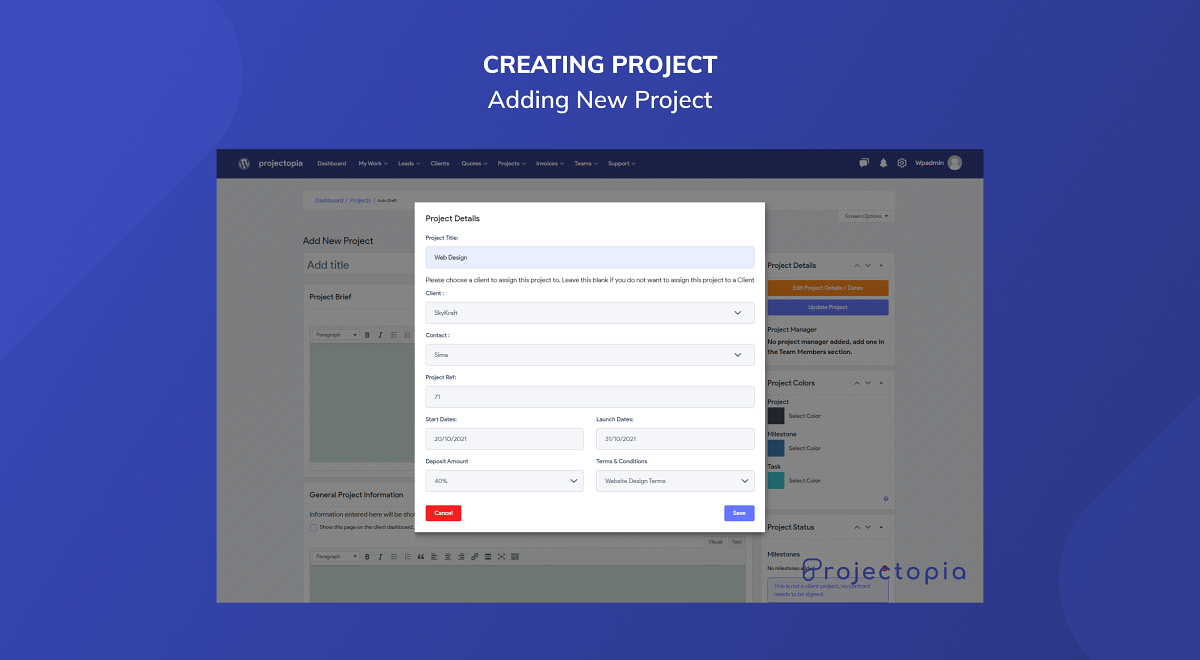 CREATING PROJECT
Adding New Project
projectopia Dashboard My Work Leads Clients Quotes Projects Invoices Teams Support Wpadmin
Dashboard / Projects / Auto Draft
Screen Options
Add New Project
Add title
Project Brief
Paragraph B I
General Project Information
Information entered here will be sho
Show this page on the client dashboard.
Visual Text
Paragraph B I
Project Details
Project Title:
Web Design
Please choose a client to assign this project to. Leave this blank if you do not want to assign this project to a Client
Client :
SkyKraft
Contact :
Sima
Project Ref:
71
Start Dates: Launch Dates:
20/10/2021 31/10/2021
Deposit Amount Terms & Conditions
40% Website Design Terms
Cancel Save
Project Details
Edit Project Details / Dates
Update Project
Project Manager
No project manager added, add one in
the Team Members section.
Project Colors
Project
Select Color
Milestone
Select Color
Task
Select Color
Project Status
Milestones
No milestones added
Projectopia
This is not a client project, no contract
needs to be signed.